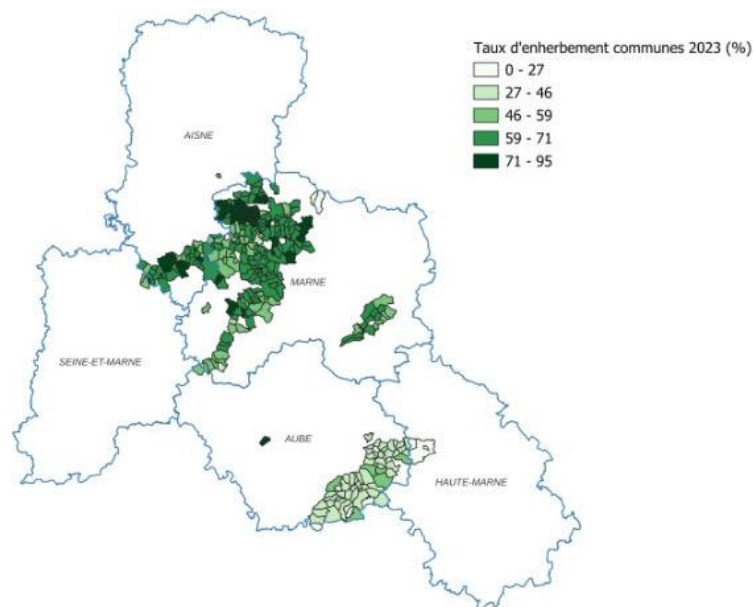 Taux d'enherbement communes 2023 (%)
0 - 27
27 - 46
46 - 59
59 - 71
71 - 95
AISNE
MARNE
SEINE-ET-MARNE
AUBE
HAUTE-MARNE